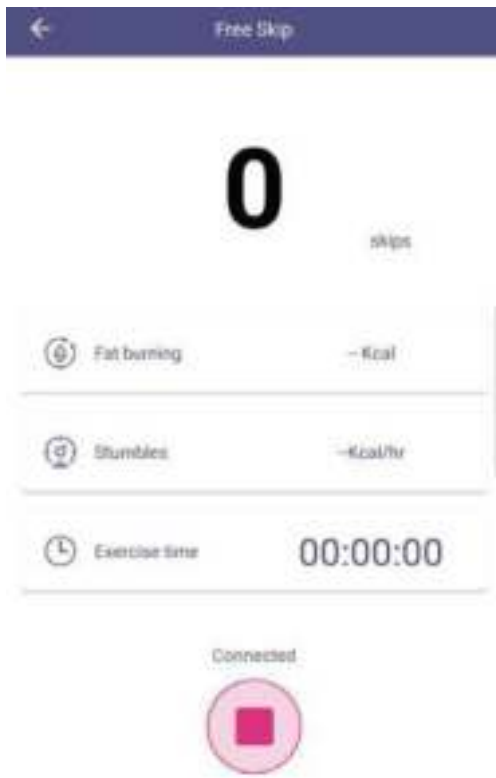 Free Skip
0
skips
Fat burning
-- Kcal
Stumbles
--Kcal/hr
Exercise time
00:00:00
Connected